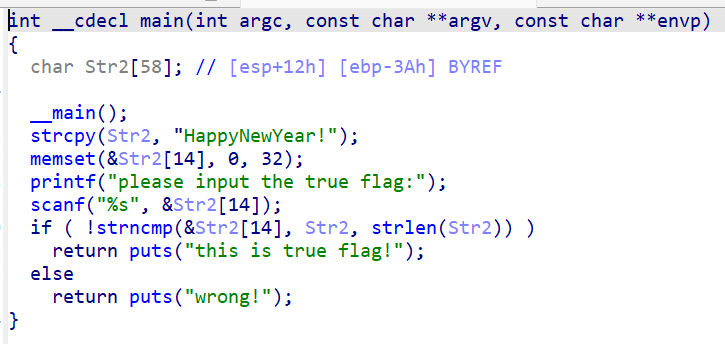 int __cdecl main(int argc, const char **argv, const char **envp)
{
  char Str2[58]; // [esp+12h] [ebp-3Ah] BYREF
  __main();
  strcpy(Str2, "HappyNewYear!");
  memset(&Str2[14], 0, 32);
  printf("please input the true flag:");
  scanf("%s", &Str2[14]);
  if ( !strncmp(&Str2[14], Str2, strlen(Str2)) )
    return puts("this is true flag!");
  else
    return puts("wrong!");
}